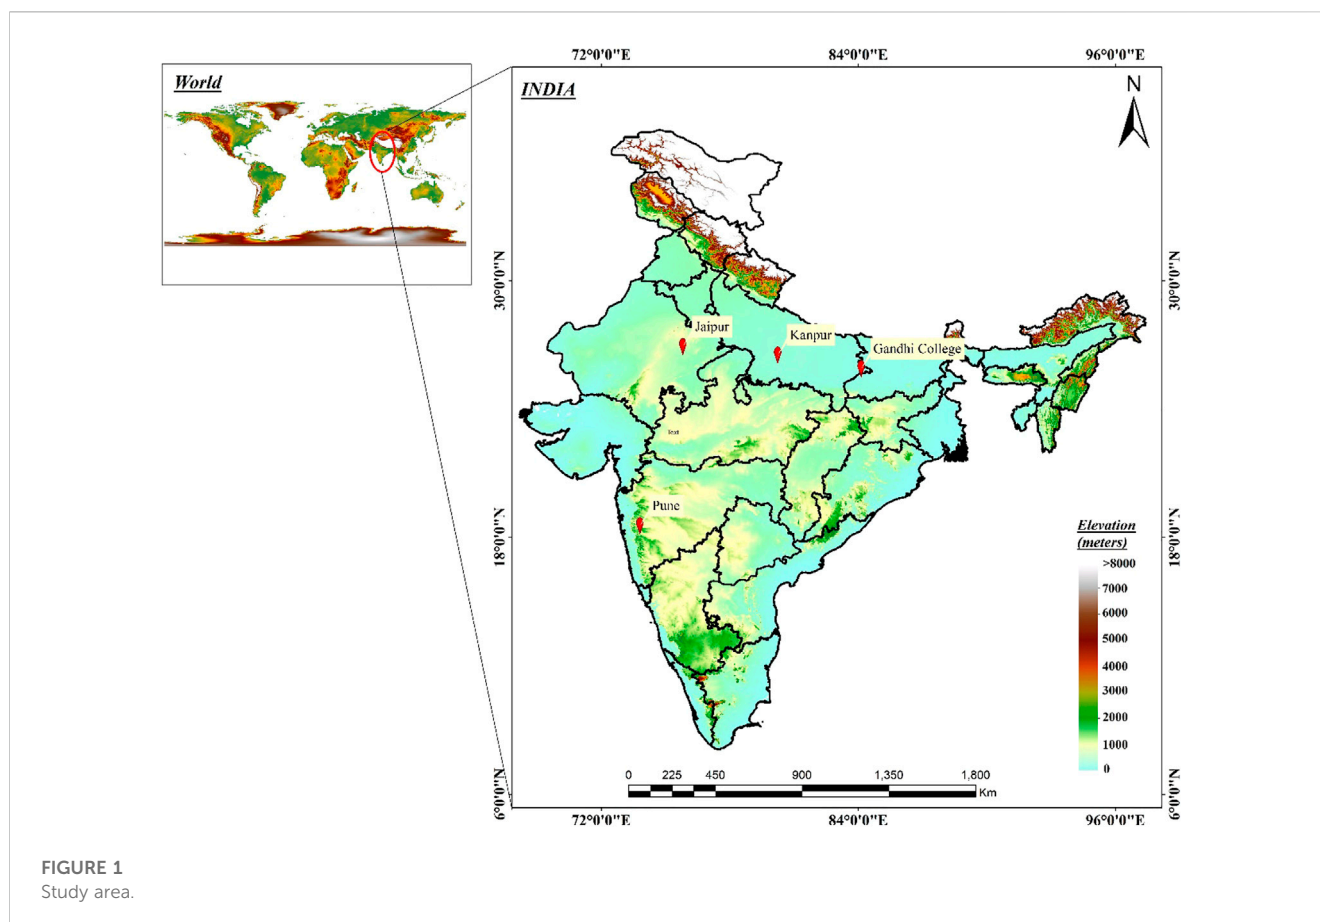 World
INDIA
72°0'0"E
84°0'0"E
96°0'0"E
N
30°0'0"N
30°0'0"N
Jaipur
Kanpur
Gandhi College
Text
Pune
18°0'0"N
18°0'0"N
Elevation
(meters)
>8000
7000
6000
5000
4000
3000
2000
1000
0
0 225 450 900 1,350 1,800
Km
6°0'0"N
6°0'0"N
72°0'0"E
84°0'0"E
96°0'0"E
FIGURE 1
Study area.